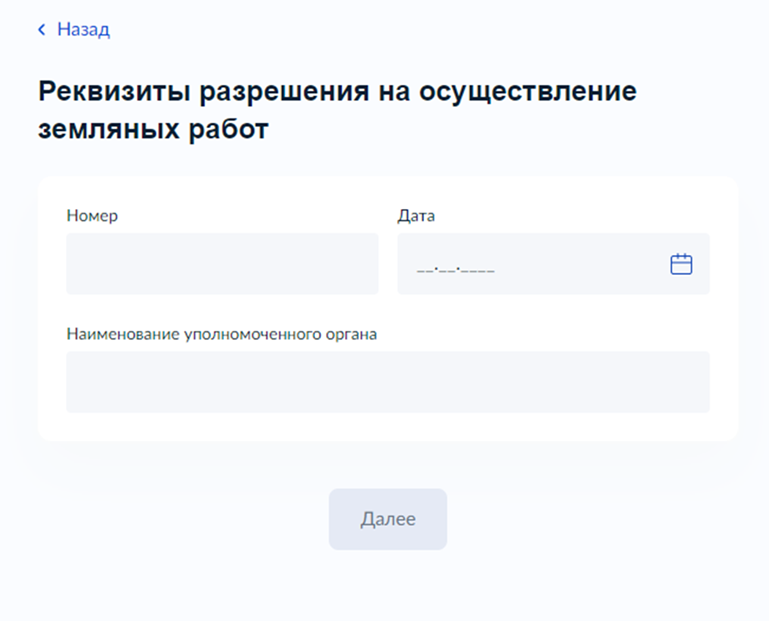 Назад
Реквизиты разрешения на осуществление
земляных работ
Номер
Дата
__.__.____
Наименование уполномоченного органа
Далее